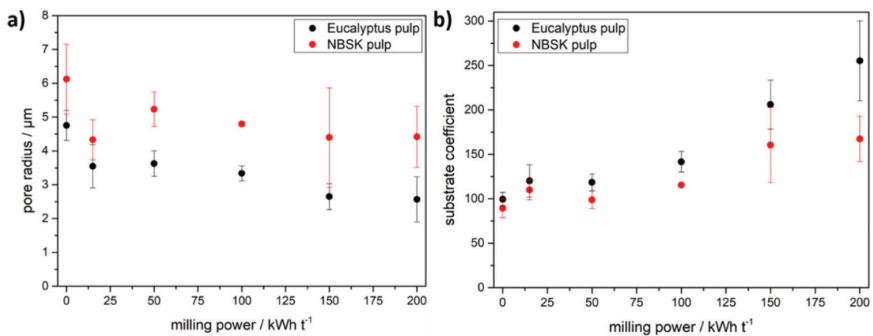 a)
Eucalyptus pulp
NBSK pulp
8
7
6
5
4
3
2
1
0
pore radius / µm
0 25 50 75 100 125 150 175 200
milling power / kWh t⁻¹
b)
Eucalyptus pulp
NBSK pulp
300
250
200
150
100
50
0
substrate coefficient
0 25 50 75 100 125 150 175 200
milling power / kWh t⁻¹